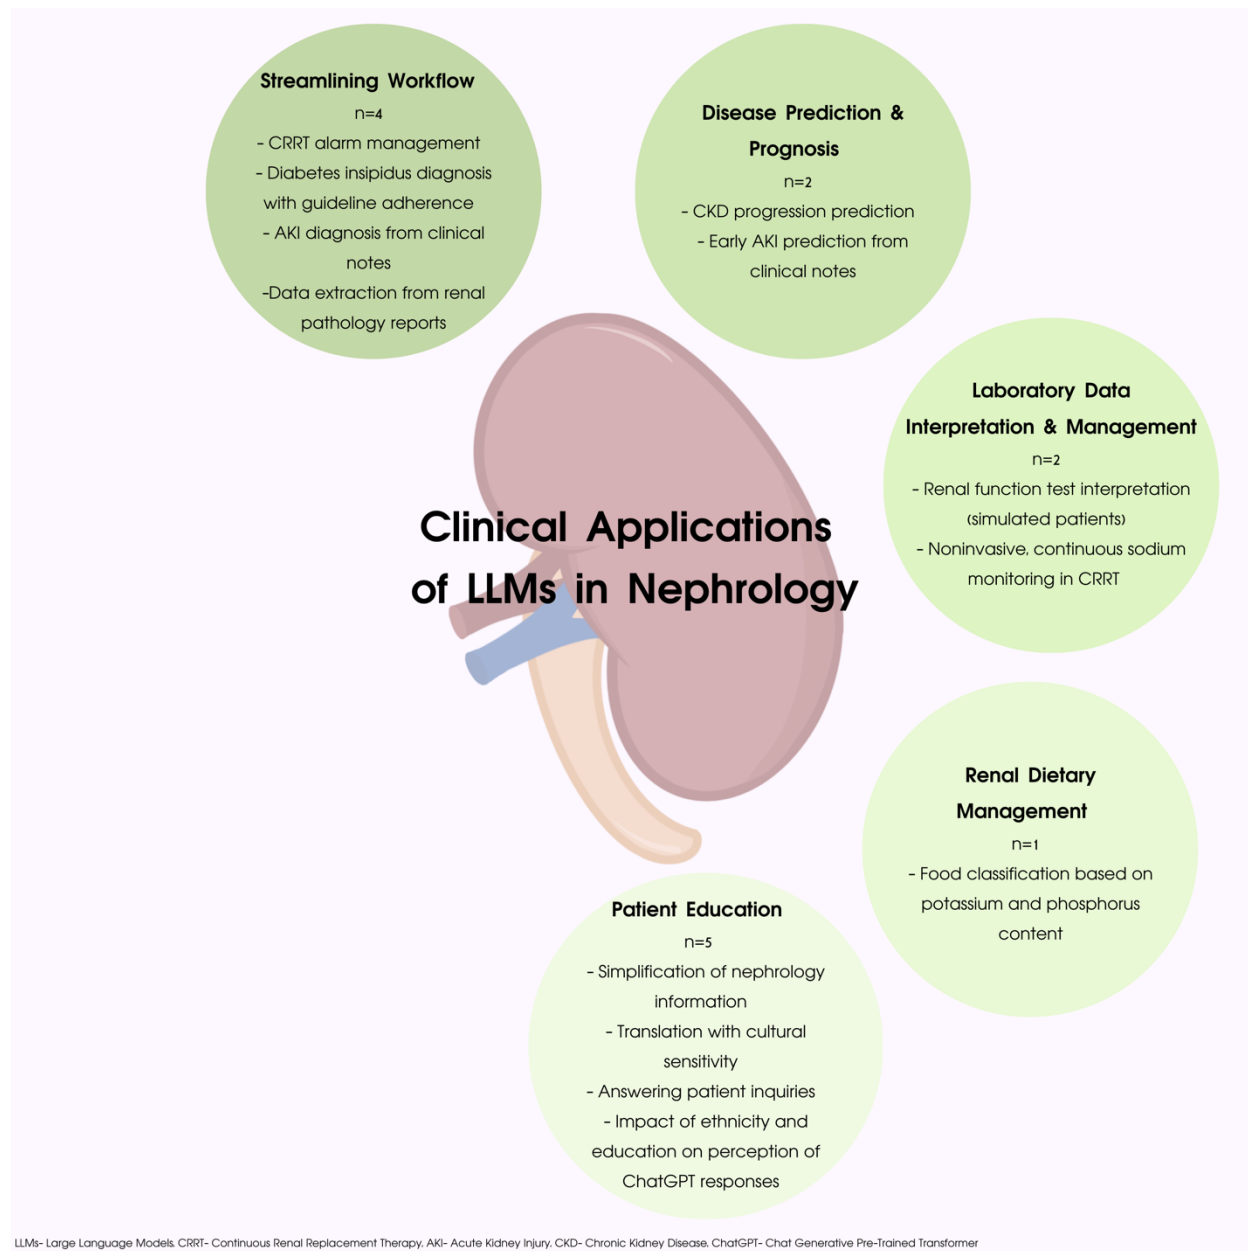 Streamlining Workflow
n=4
- CRRT alarm management
- Diabetes insipidus diagnosis
with guideline adherence
- AKI diagnosis from clinical
notes
-Data extraction from renal
pathology reports
Disease Prediction &
Prognosis
n=2
- CKD progression prediction
- Early AKI prediction from
clinical notes
Laboratory Data
Interpretation & Management
n=2
- Renal function test interpretation
(simulated patients)
- Noninvasive, continuous sodium
monitoring in CRRT
Clinical Applications
of LLMs in Nephrology
Renal Dietary
Management
n=1
- Food classification based on
potassium and phosphorus
content
Patient Education
n=5
- Simplification of nephrology
information
- Translation with cultural
sensitivity
- Answering patient inquiries
- Impact of ethnicity and
education on perception of
ChatGPT responses
LLMs- Large Language Models, CRRT- Continuous Renal Replacement Therapy, AKI- Acute Kidney Injury, CKD- Chronic Kidney Disease, ChatGPT- Chat Generative Pre-Trained Transformer